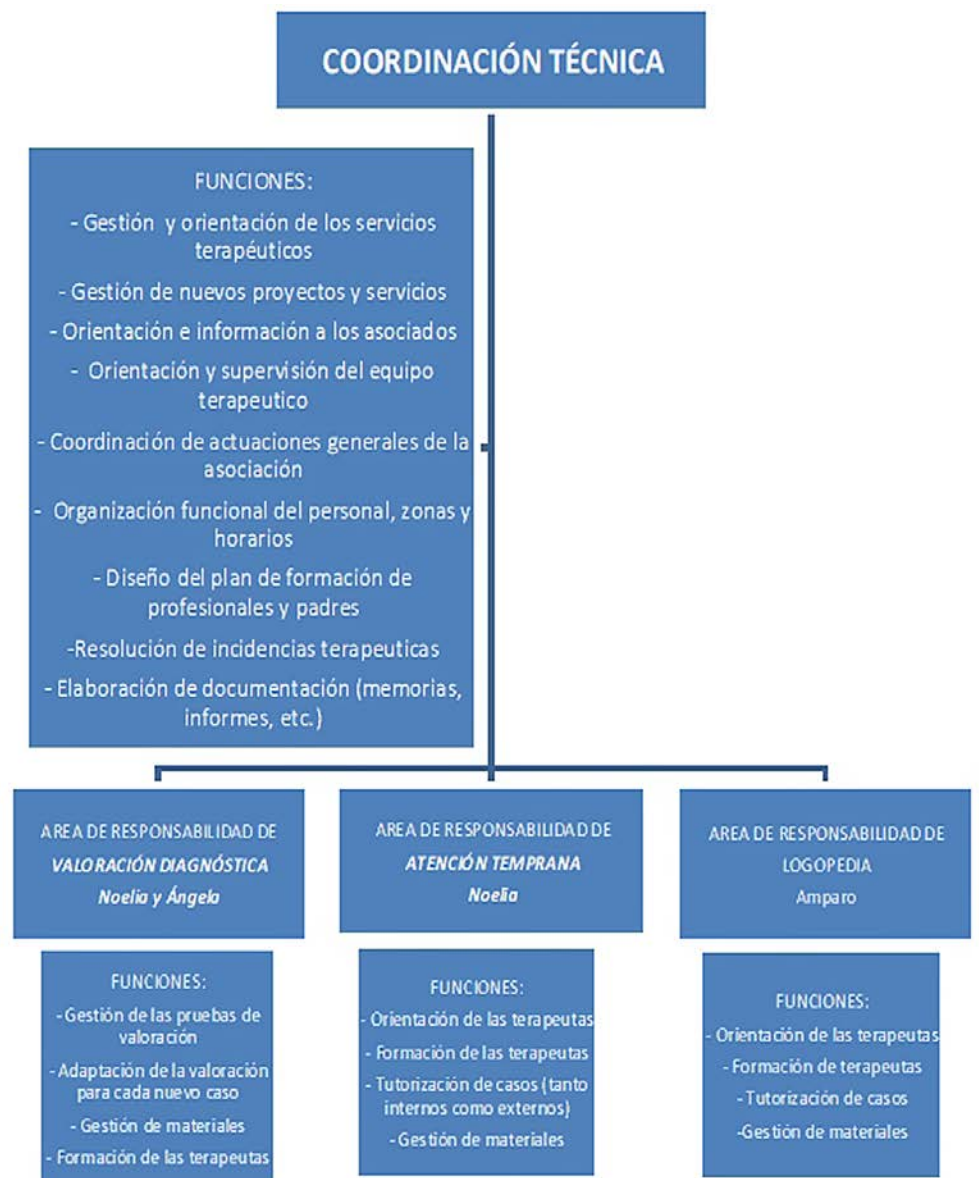 COORDINACIÓN TÉCNICA
FUNCIONES:
- Gestión y orientación de los servicios
terapéuticos
- Gestión de nuevos proyectos y servicios
- Orientación e información a los asociados
- Orientación y supervisión del equipo
terapeutico
- Coordinación de actuaciones generales de la
asociación
- Organización funcional del personal, zonas y
horarios
- Diseño del plan de formación de
profesionales y padres
-Resolución de incidencias terapeuticas
- Elaboración de documentación (memorias,
informes, etc.)
AREA DE RESPONSABILIDAD DE
VALORACIÓN DIAGNÓSTICA
Noelia y Ángela
FUNCIONES:
- Gestión de las pruebas de
valoración
- Adaptación de la valoración
para cada nuevo caso
- Gestión de materiales
- Formación de las terapeutas
AREA DE RESPONSABILIDAD DE
ATENCIÓN TEMPRANA
Noelia
FUNCIONES:
- Orientación de las terapeutas
- Formación de las terapeutas
- Tutorización de casos (tanto
internos como externos)
- Gestión de materiales
AREA DE RESPONSABILIDAD DE
LOGOPEDIA
Amparo
FUNCIONES:
- Orientación de las terapeutas
- Formación de terapeutas
- Tutorización de casos
-Gestión de materiales